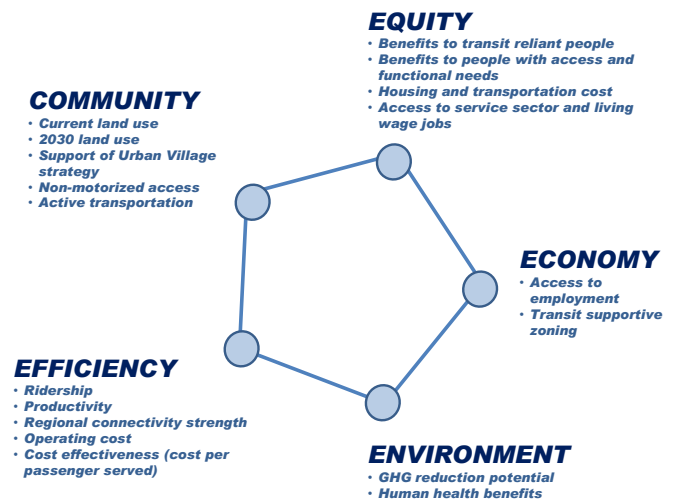 EQUITY
• Benefits to transit reliant people
• Benefits to people with access and
functional needs
• Housing and transportation cost
• Access to service sector and living
wage jobs
COMMUNITY
• Current land use
• 2030 land use
• Support of Urban Village
strategy
• Non-motorized access
• Active transportation
ECONOMY
• Access to
employment
• Transit supportive
zoning
EFFICIENCY
• Ridership
• Productivity
• Regional connectivity strength
• Operating cost
• Cost effectiveness (cost per
passenger served)
ENVIRONMENT
• GHG reduction potential
• Human health benefits